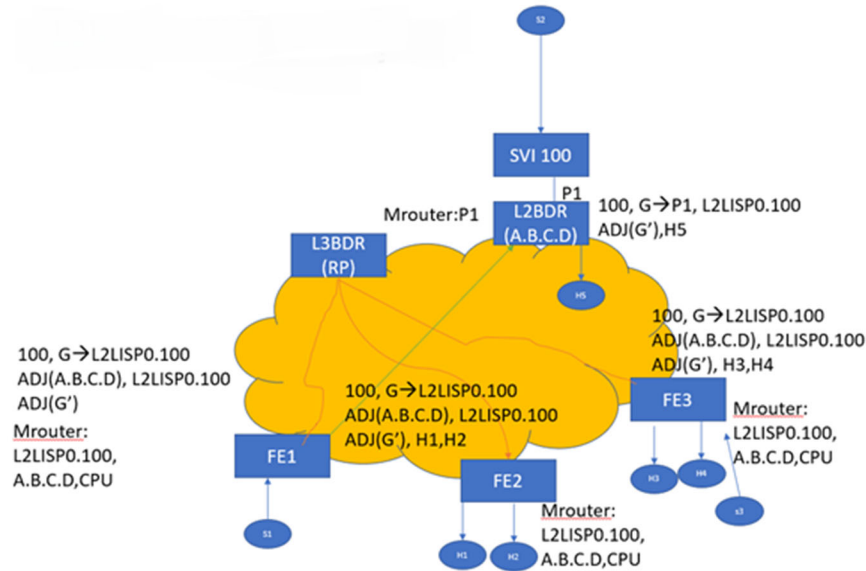 S2
SVI 100
P1
Mrouter:P1
L2BDR
(A.B.C.D)
100, G→P1, L2LISP0.100
ADJ(G’),H5
L3BDR
(RP)
H5
100, G→L2LISP0.100
ADJ(A.B.C.D), L2LISP0.100
ADJ(G’), H3,H4
100, G→L2LISP0.100
ADJ(A.B.C.D), L2LISP0.100
ADJ(G’)
Mrouter:
L2LISP0.100,
A.B.C.D,CPU
100, G→L2LISP0.100
ADJ(A.B.C.D), L2LISP0.100
ADJ(G’), H1,H2
FE3
Mrouter:
L2LISP0.100,
A.B.C.D,CPU
FE1
FE2
H3
H4
s3
S1
H1
H2
Mrouter:
L2LISP0.100,
A.B.C.D,CPU